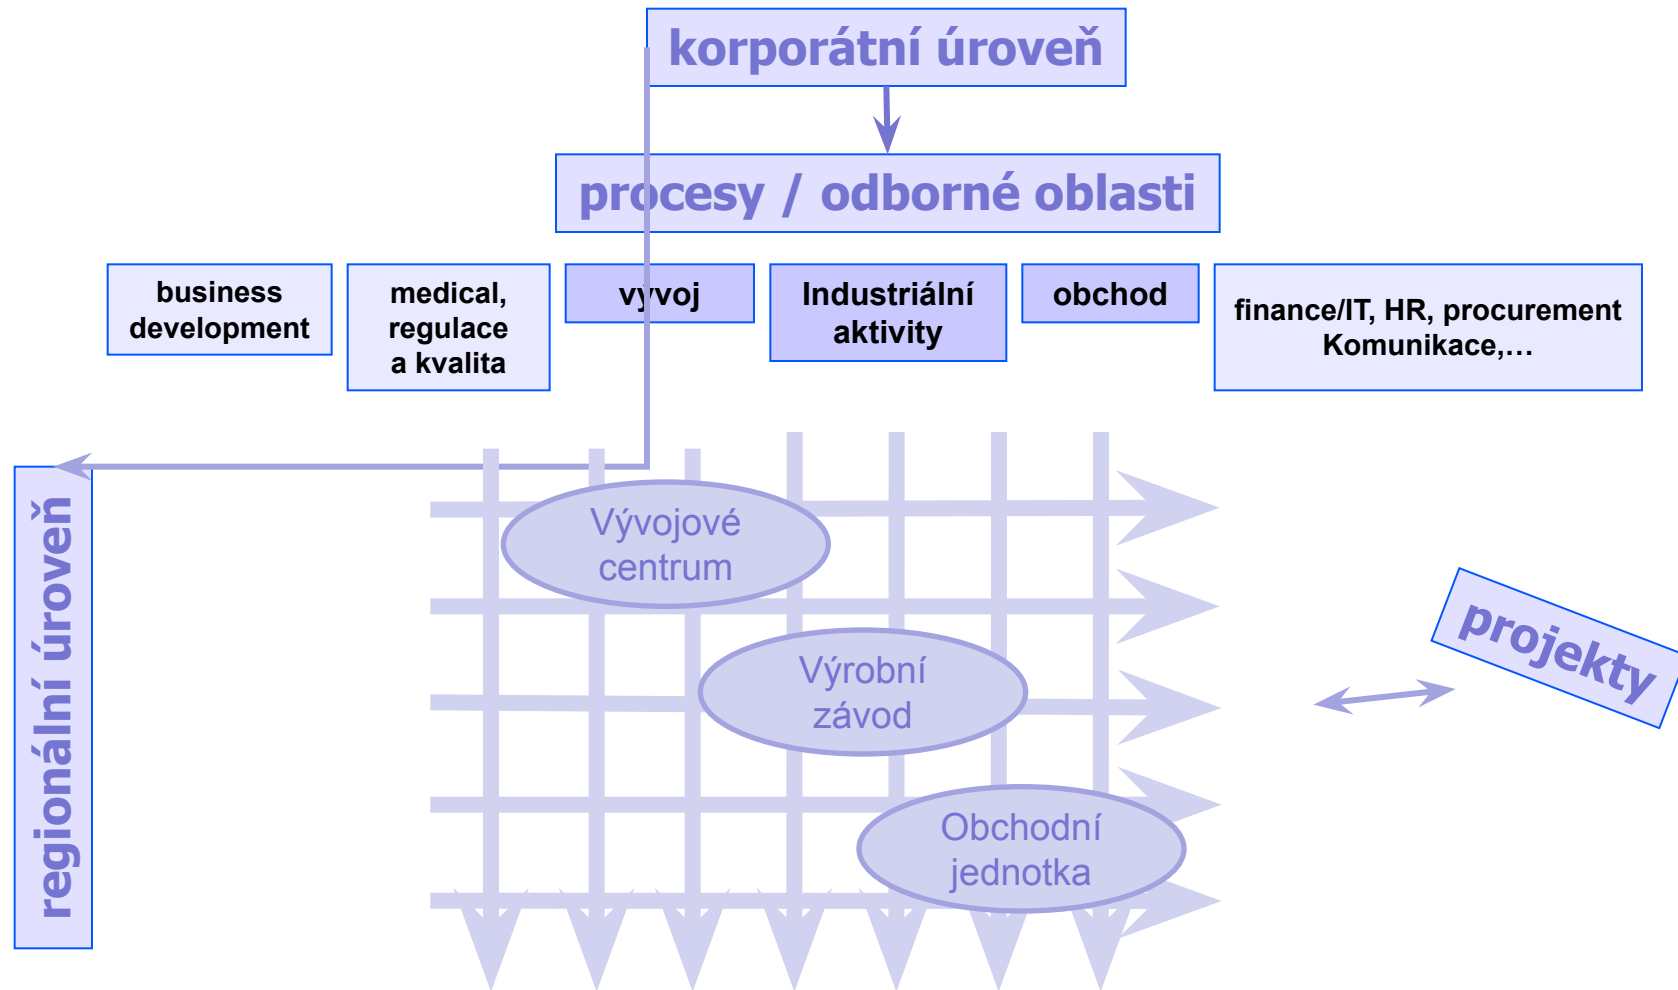 korporátní úroveň
procesy / odborné oblasti
business
development
medical,
regulace
a kvalita
vývoj
Industriální
aktivity
obchod
finance/IT, HR, procurement
Komunikace,…
regionální úroveň
Vývojové
centrum
Výrobní
závod
Obchodní
jednotka
projekty